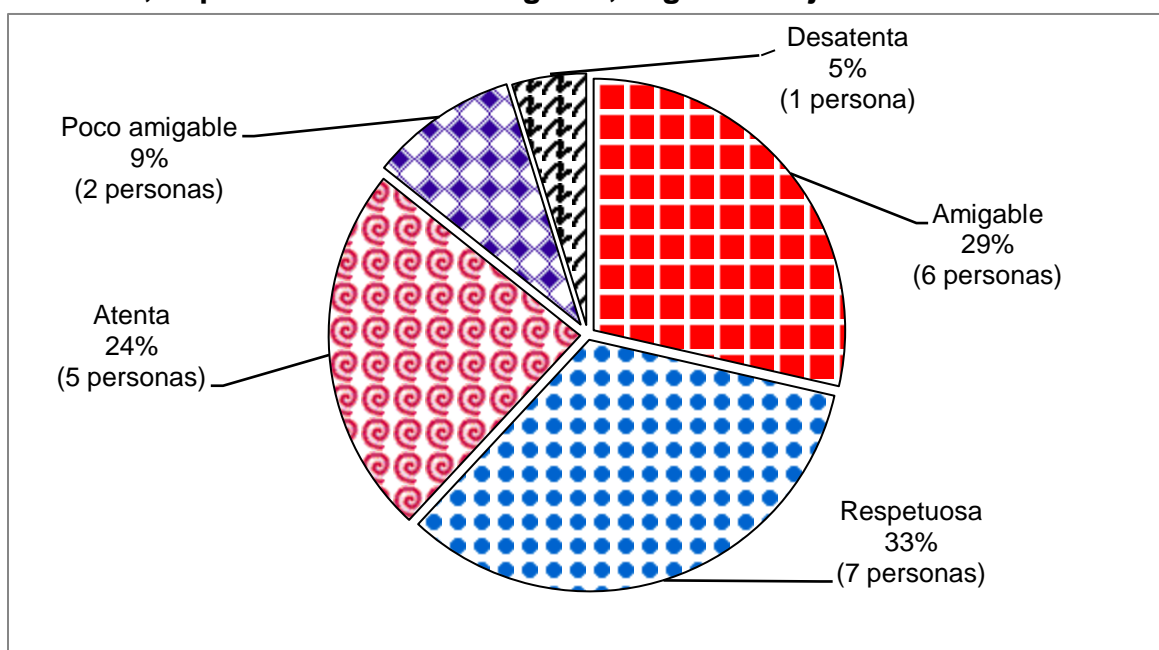 Desatenta
5%
(1 persona)
Poco amigable
9%
(2 personas)
Amigable
29%
(6 personas)
Atenta
24%
(5 personas)
Respetuosa
33%
(7 personas)